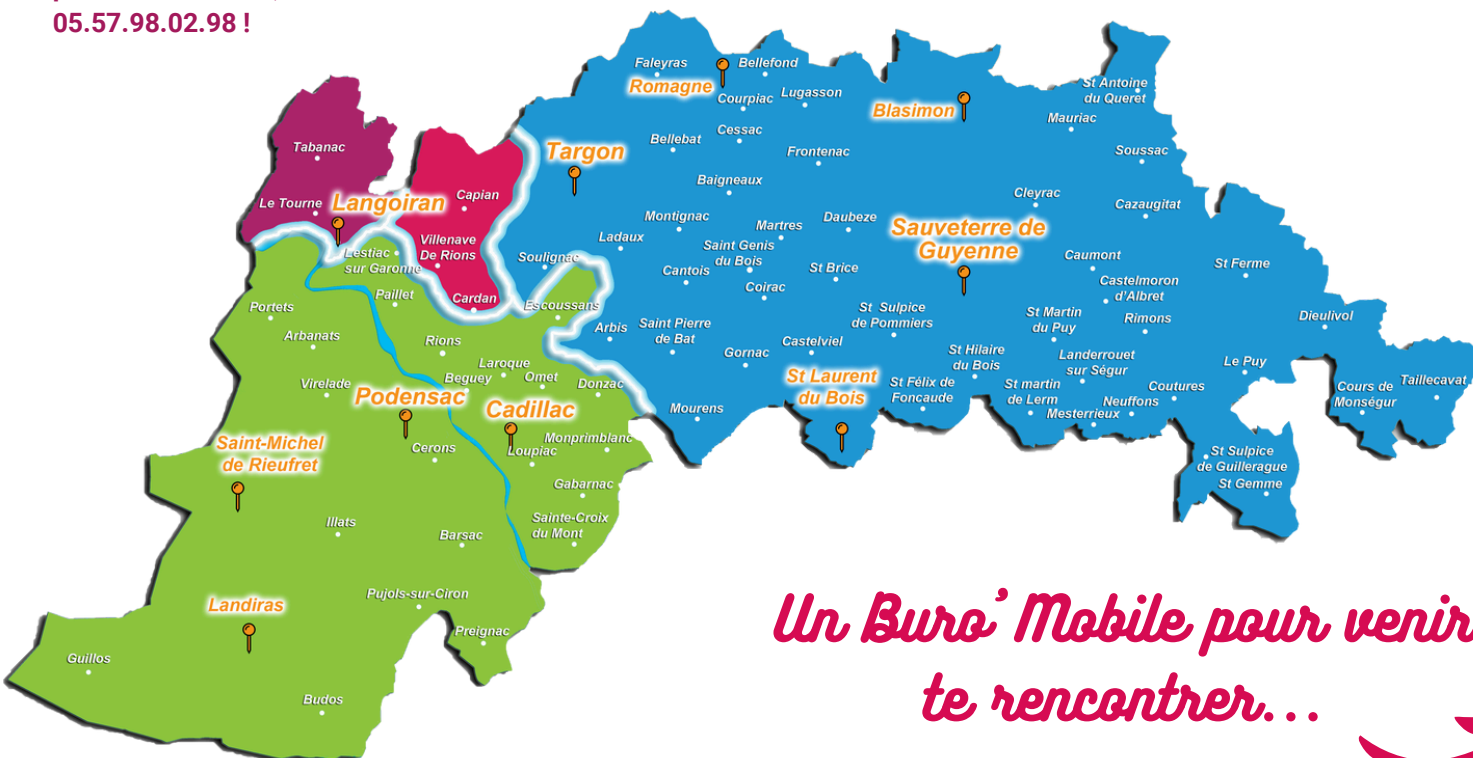 05.57.98.02.98 !
Faleyras
Bellefond
Romagne
Courpiac
Lugasson
Blasimon
St Antoine
du Queret
Mauriac
Tabanac
Targon
Bellebat
Cessac
Frontenac
Soussac
Baigneaux
Cleyrac
Cazaugitat
Le Tourne
Langoiran
Capian
Montignac
Martres
Daubeze
Sauveterre de
Guyenne
Villenave
De Rions
Ladaux
Saint Genis
du Bois
Lestiac
sur Garonne
Soulignac
Cantois
St Brice
Caumont
St Ferme
Castelmoron
d'Albret
Coirac
Paillet
Cardan
Portets
Escoussans
St Sulpice
de Pommiers
St Martin
du Puy
Rimons
Dieulivol
Arbanats
Rions
Arbis
Saint Pierre
de Bat
Castelviel
Gornac
St Hilaire
du Bois
Landerrouet
sur Ségur
Le Puy
Laroque
Virelade
Beguey
Omet
Donzac
St Laurent
du Bois
St Félix de
Foncaude
St martin
de Lerm
Coutures
Cours de
Monségur
Taillecavat
Podensac
Cadillac
Mourens
Mesterrieux
Neuffons
Saint-Michel
de Rieufret
Cerons
Monprimblanc
Loupiac
St Sulpice
de Guillerague
St Gemme
Gabarnac
Illats
Barsac
Sainte-Croix
du Mont
Landiras
Pujols-sur-Ciron
Preignac
Guillos
Budos
Un Buro' Mobile pour venir
te rencontrer...